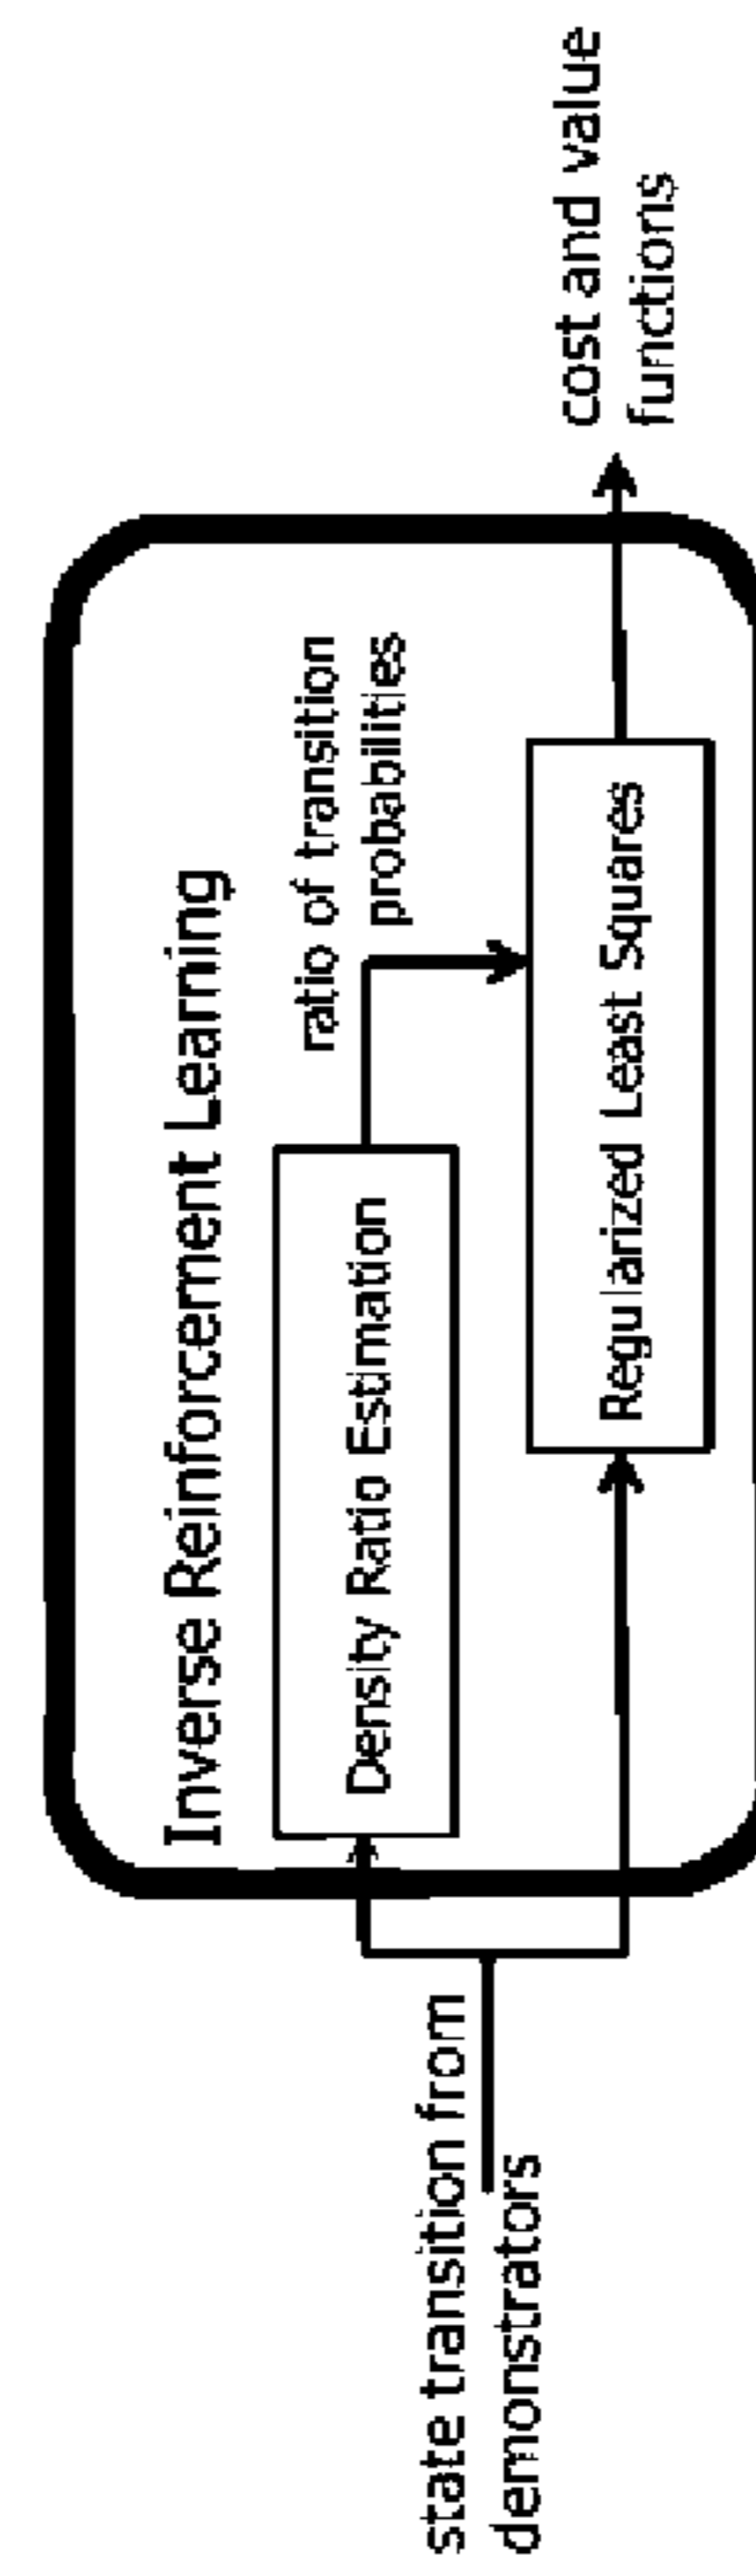 Inverse Reinforcement Learning
state transition from
demonstrators
Density Ratio Estimation
ratio of transition
probabilities
Regularized Least Squares
cost and value
functions